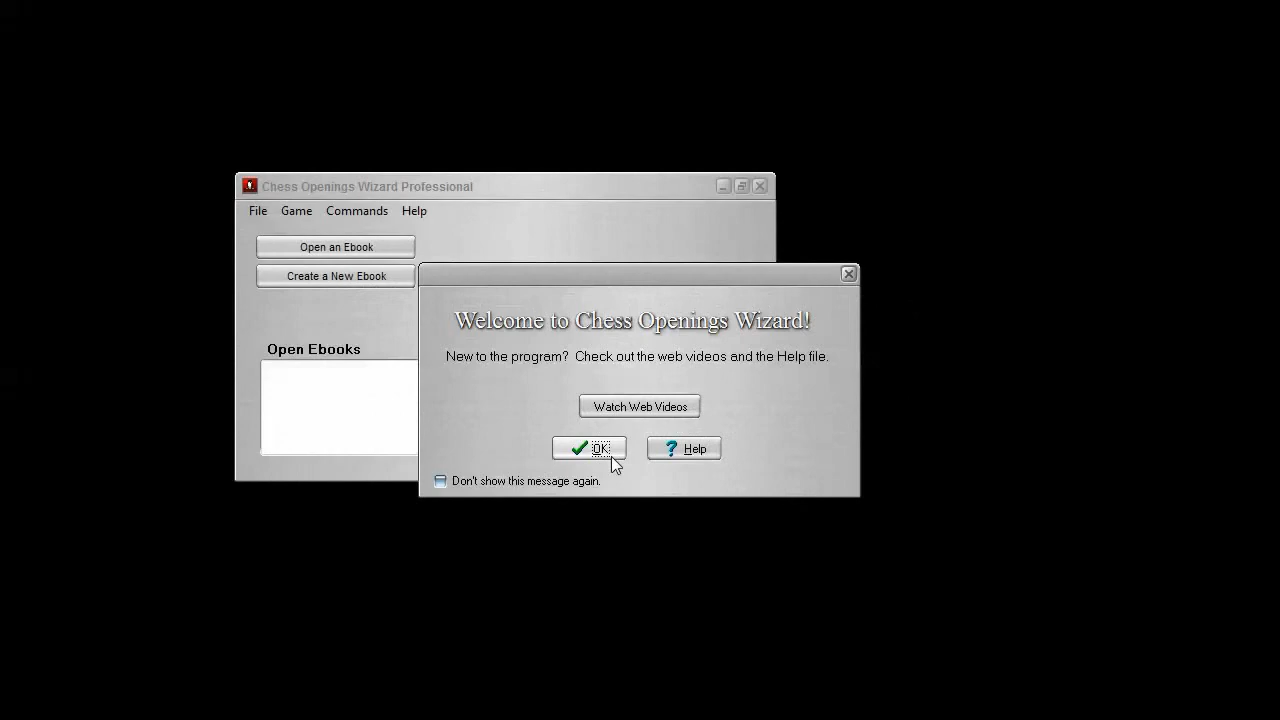 Chess Openings Wizard Professional
File Game Commands Help
Open an Ebook
Create a New Ebook
Open Ebooks
Welcome to Chess Openings Wizard!
New to the program? Check out the web videos and the Help file.
Watch Web Videos
OK
Help
Don't show this message again.